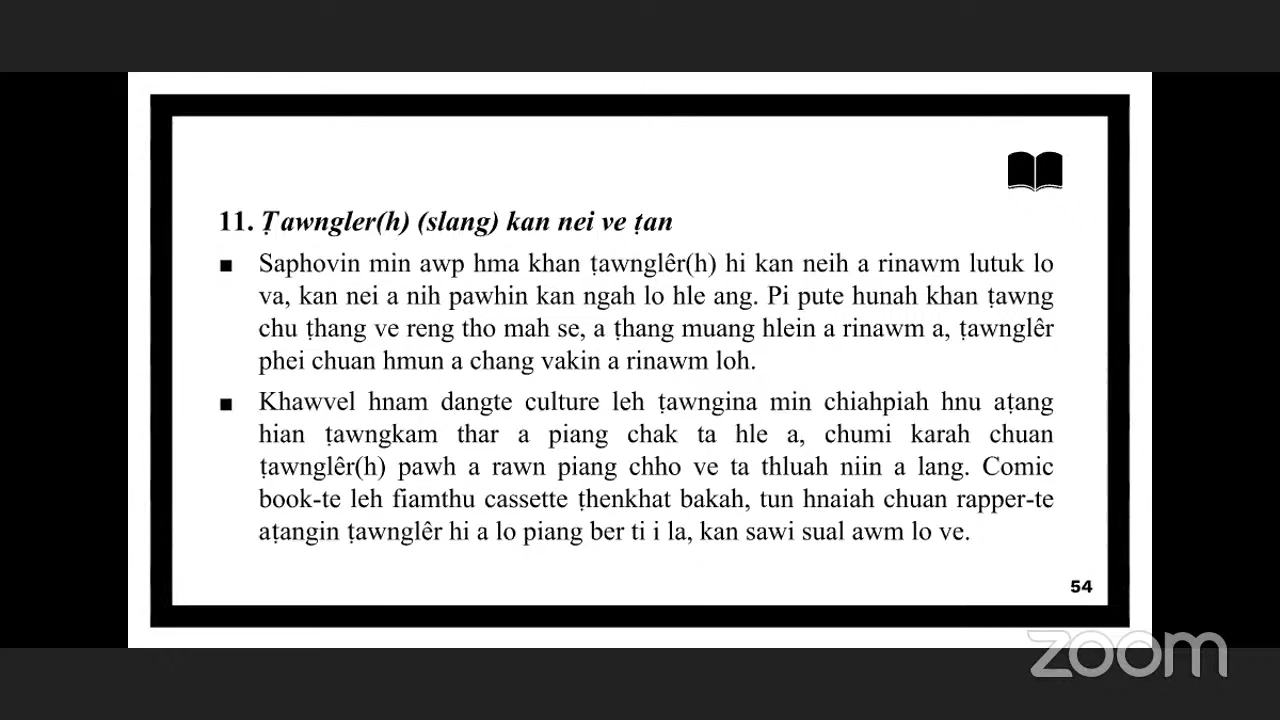 11. Ṭawngler(h) (slang) kan nei ve ṭan
■ Saphovin min awp hma khan ṭawnglêr(h) hi kan neih a rinawm lutuk lo
va, kan nei a nih pawhin kan ngah lo hle ang. Pi pute hunah khan ṭawng
chu ṭhang ve reng tho mah se, a ṭhang muang hlein a rinawm a, ṭawnglêr
phei chuan hmun a chang vakin a rinawm loh.
■ Khawvel hnam dangte culture leh ṭawngina min chiahpiah hnu aṭang
hian ṭawngkam thar a piang chak ta hle a, chumi karah chuan
ṭawnglêr(h) pawh a rawn piang chho ve ta thluah niin a lang. Comic
book-te leh fiamthu cassette ṭhenkhat bakah, tun hnaiah chuan rapper-te
aṭangin ṭawnglêr hi a lo piang ber ti i la, kan sawi sual awm lo ve.
54
zoom